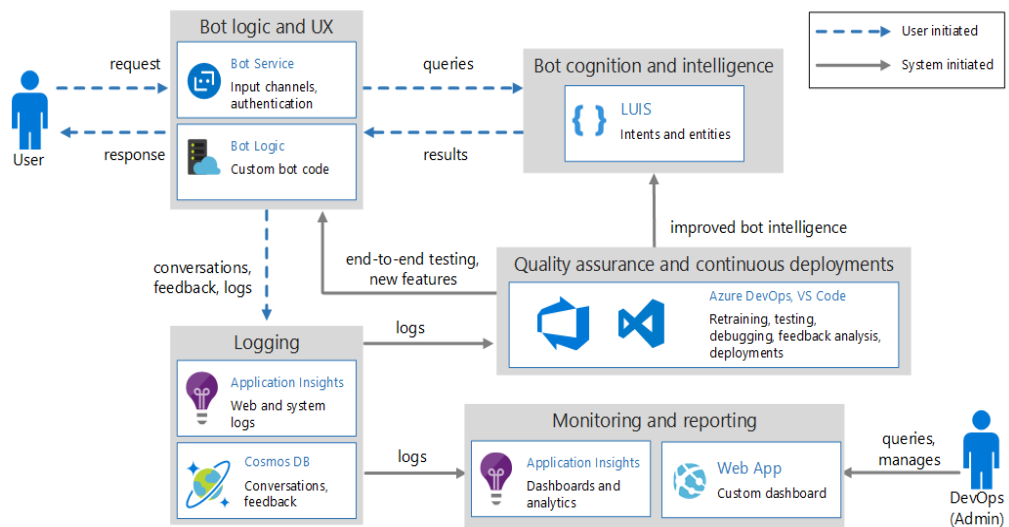 Bot logic and UX
Bot Service
Input channels,
authentication
Bot Logic
Custom bot code
request
response
User
queries
results
Bot cognition and intelligence
LUIS
Intents and entities
User initiated
System initiated
improved bot intelligence
end-to-end testing,
new features
conversations,
feedback, logs
Quality assurance and continuous deployments
Azure DevOps, VS Code
Retraining, testing,
debugging, feedback analysis,
deployments
Logging
logs
Application Insights
Web and system
logs
Cosmos DB
Conversations,
feedback
logs
Monitoring and reporting
Application Insights
Dashboards and
analytics
Web App
Custom dashboard
queries,
manages
DevOps
(Admin)